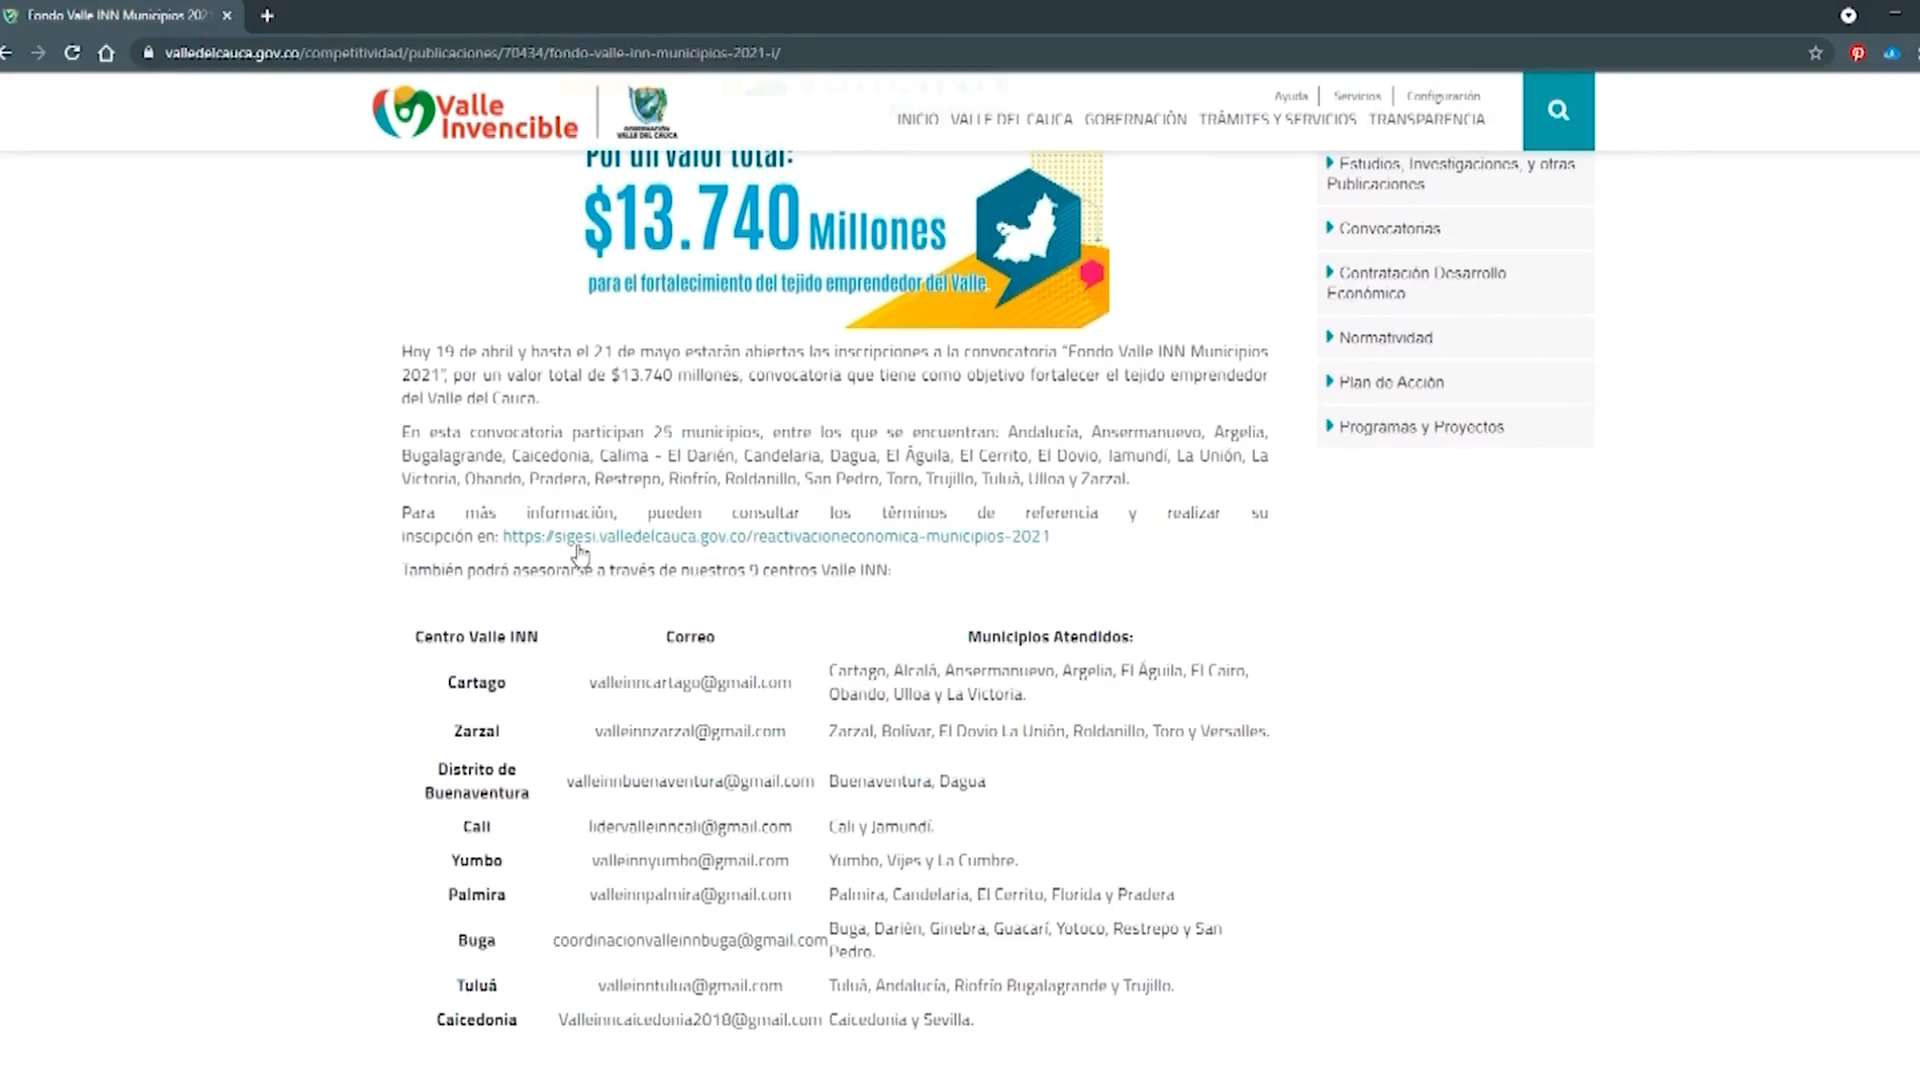 Fondo Valle INN Municipios 202
valledelcauca.gov.co/competitividad/publicaciones/70434/fondo-valle-inn-municipios-2021-i/
Valle
Invencible
GOBERNACIÓN
VALLE DEL CAUCA
Ayuda | Servicios | Configuración
INICIO VALLE DEL CAUCA GOBERNACIÓN TRÁMITES Y SERVICIOS TRANSPARENCIA
Por un valor total:
$13.740 Millones
para el fortalecimiento del tejido emprendedor del Valle.
Estudios, Investigaciones, y otras
Publicaciones
Convocatorias
Contratación Desarrollo
Económico
Normatividad
Plan de Acción
Programas y Proyectos
Hoy 19 de abril y hasta el 21 de mayo estarán abiertas las inscripciones a la convocatoria “Fondo Valle INN Municipios
2021”, por un valor total de $13.740 millones, convocatoria que tiene como objetivo fortalecer el tejido emprendedor
del Valle del Cauca.
En esta convocatoria participan 25 municipios, entre los que se encuentran: Andalucía, Ansermanuevo, Argelia,
Bugalagrande, Caicedonia, Calima - El Darién, Candelaria, Dagua, El Águila, El Cerrito, El Dovio, Jamundí, La Unión, La
Victoria, Obando, Pradera, Restrepo, Riofrío, Roldanillo, San Pedro, Toro, Trujillo, Tuluá, Ulloa y Zarzal.
Para más información, pueden consultar los términos de referencia y realizar su
inscipción en: https://sigesi.valledelcauca.gov.co/reactivacioneconomica-municipios-2021
También podrá asesorarse a través de nuestros 9 centros Valle INN:
Centro Valle INN Correo Municipios Atendidos:
Cartago valleinncartago@gmail.com Cartago, Alcalá, Ansermanuevo, Argelia, El Águila, El Cairo,
Obando, Ulloa y La Victoria.
Zarzal valleinnzarzal@gmail.com Zarzal, Bolívar, El Dovio La Unión, Roldanillo, Toro y Versalles.
Distrito de
Buenaventura valleinnbuenaventura@gmail.com Buenaventura, Dagua
Cali lidervalleinncali@gmail.com Cali y Jamundí.
Yumbo valleinnyumbo@gmail.com Yumbo, Vijes y La Cumbre.
Palmira valleinnpalmira@gmail.com Palmira, Candelaria, El Cerrito, Florida y Pradera
Buga coordinacionvalleinnbuga@gmail.com Buga, Darién, Ginebra, Guacarí, Yotoco, Restrepo y San
Pedro.
Tuluá valleinntulua@gmail.com Tuluá, Andalucía, Riofrío Bugalagrande y Trujillo.
Caicedonia Valleinncaicedonia2018@gmail.com Caicedonia y Sevilla.